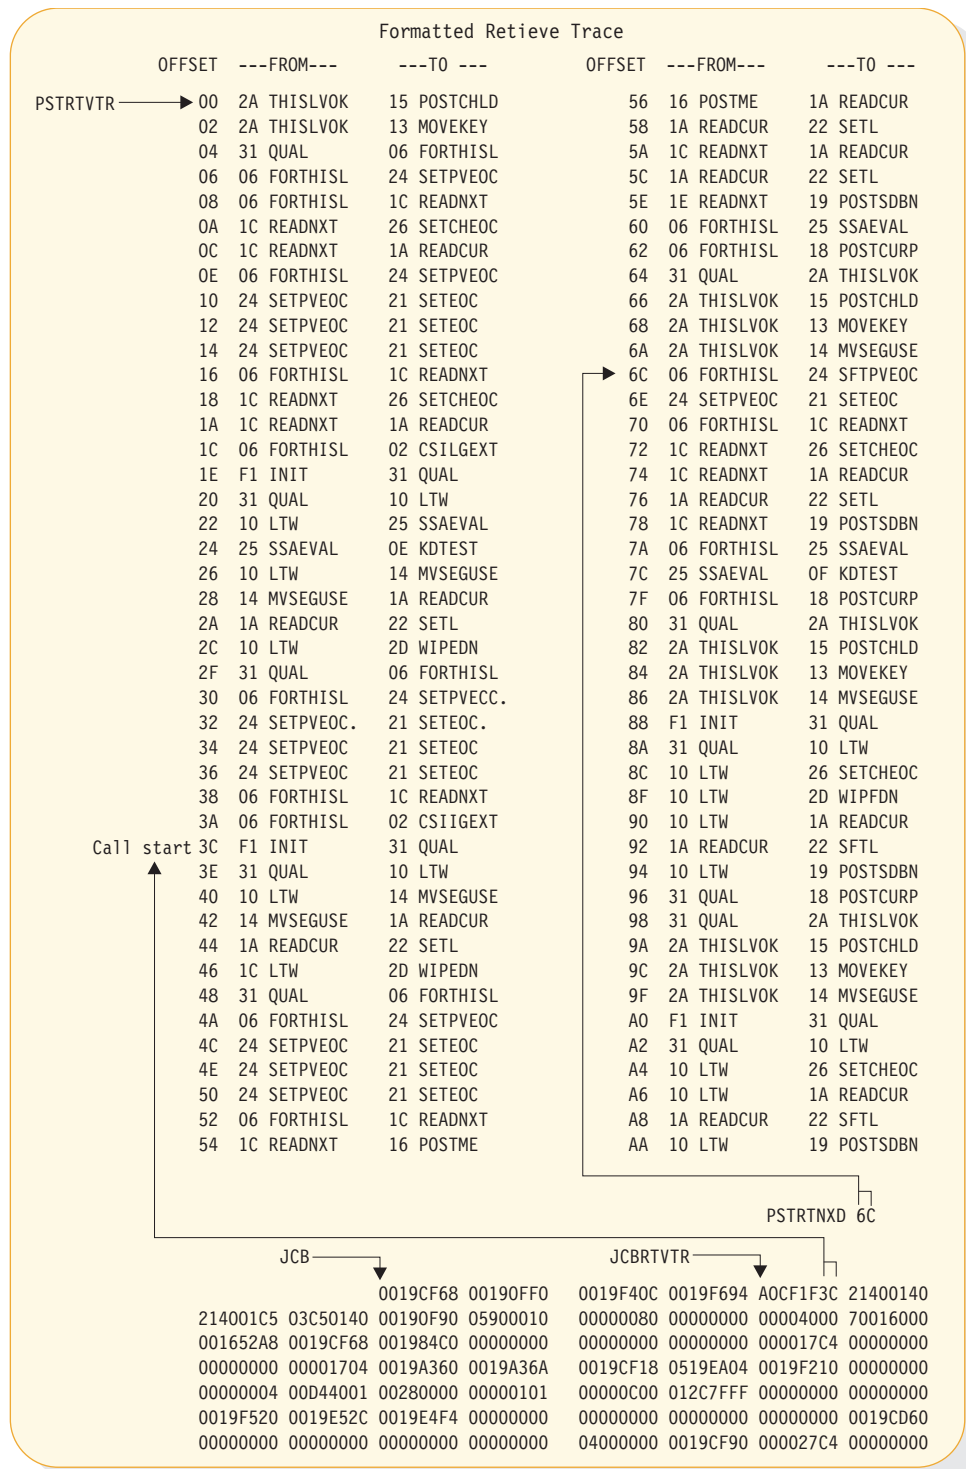 Formatted Retieve Trace
OFFSET ---FROM--- ---TO --- OFFSET ---FROM--- ---TO ---
PSTRTVTR 00 2A THISLVOK 15 POSTCHLD 56 16 POSTME 1A READCUR
02 2A THISLVOK 13 MOVEKEY 58 1A READCUR 22 SETL
04 31 QUAL 06 FORTHISL 5A 1C READNXT 1A READCUR
06 06 FORTHISL 24 SETPVEOC 5C 1A READCUR 22 SETL
08 06 FORTHISL 1C READNXT 5E 1E READNXT 19 POSTSDBN
0A 1C READNXT 26 SETCHEOC 60 06 FORTHISL 25 SSAEVAL
0C 1C READNXT 1A READCUR 62 06 FORTHISL 18 POSTCURP
0E 06 FORTHISL 24 SETPVEOC 64 31 QUAL 2A THISLVOK
10 24 SETPVEOC 21 SETEOC 66 2A THISLVOK 15 POSTCHLD
12 24 SETPVEOC 21 SETEOC 68 2A THISLVOK 13 MOVEKEY
14 24 SETPVEOC 21 SETEOC 6A 2A THISLVOK 14 MVSEGUSE
16 06 FORTHISL 1C READNXT 6C 06 FORTHISL 24 SFTPVEOC
18 1C READNXT 26 SETCHEOC 6E 24 SETPVEOC 21 SETEOC
1A 1C READNXT 1A READCUR 70 06 FORTHISL 1C READNXT
1C 06 FORTHISL 02 CSILGEXT 72 1C READNXT 26 SETCHEOC
1E F1 INIT 31 QUAL 74 1C READNXT 1A READCUR
20 31 QUAL 10 LTW 76 1A READCUR 22 SETL
22 10 LTW 25 SSAEVAL 78 1C READNXT 19 POSTSDBN
24 25 SSAEVAL 0E KDTEST 7A 06 FORTHISL 25 SSAEVAL
26 10 LTW 14 MVSEGUSE 7C 25 SSAEVAL 0F KDTEST
28 14 MVSEGUSE 1A READCUR 7F 06 FORTHISL 18 POSTCURP
2A 1A READCUR 22 SETL 80 31 QUAL 2A THISLVOK
2C 10 LTW 2D WIPEDN 82 2A THISLVOK 15 POSTCHLD
2F 31 QUAL 06 FORTHISL 84 2A THISLVOK 13 MOVEKEY
30 06 FORTHISL 24 SETPVECC. 86 2A THISLVOK 14 MVSEGUSE
32 24 SETPVEOC. 21 SETEOC. 88 F1 INIT 31 QUAL
34 24 SETPVEOC 21 SETEOC 8A 31 QUAL 10 LTW
36 24 SETPVEOC 21 SETEOC 8C 10 LTW 26 SETCHEOC
38 06 FORTHISL 1C READNXT 8F 10 LTW 2D WIPFDN
3A 06 FORTHISL 02 CSIIGEXT 90 10 LTW 1A READCUR
Call start 3C F1 INIT 31 QUAL 92 1A READCUR 22 SFTL
3E 31 QUAL 10 LTW 94 10 LTW 19 POSTSDBN
40 10 LTW 14 MVSEGUSE 96 31 QUAL 18 POSTCURP
42 14 MVSEGUSE 1A READCUR 98 31 QUAL 2A THISLVOK
44 1A READCUR 22 SETL 9A 2A THISLVOK 15 POSTCHLD
46 1C LTW 2D WIPEDN 9C 2A THISLVOK 13 MOVEKEY
48 31 QUAL 06 FORTHISL 9F 2A THISLVOK 14 MVSEGUSE
4A 06 FORTHISL 24 SETPVEOC A0 F1 INIT 31 QUAL
4C 24 SETPVEOC 21 SETEOC A2 31 QUAL 10 LTW
4E 24 SETPVEOC 21 SETEOC A4 10 LTW 26 SETCHEOC
50 24 SETPVEOC 21 SETEOC A6 10 LTW 1A READCUR
52 06 FORTHISL 1C READNXT A8 1A READCUR 22 SFTL
54 1C READNXT 16 POSTME AA 10 LTW 19 POSTSDBN
PSTRTNXD 6C
JCB JCBRTVTR
0019CF68 00190FF0 0019F40C 0019F694 A0CF1F3C 21400140
214001C5 03C50140 00190F90 05900010 00000080 00000000 00004000 70016000
001652A8 0019CF68 001984C0 00000000 00000000 00000000 000017C4 00000000
00000000 00001704 0019A360 0019A36A 0019CF18 0519EA04 0019F210 00000000
00000004 00D44001 00280000 00000101 00000C00 012C7FFF 00000000 00000000
0019F520 0019E52C 0019E4F4 00000000 00000000 00000000 00000000 0019CD60
00000000 00000000 00000000 00000000 04000000 0019CF90 000027C4 00000000